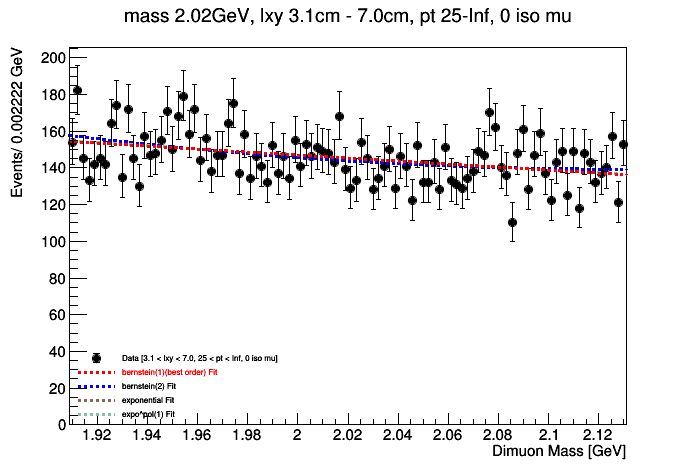 mass 2.02GeV, lxy 3.1cm - 7.0cm, pt 25-Inf, 0 iso mu
Events/ 0.002222 GeV
200
180
160
140
120
100
80
60
40
20
0
Data [3.1 < lxy < 7.0, 25 < pt < Inf, 0 iso mu]
bernstein(1)(best order) Fit
bernstein(2) Fit
exponential Fit
expo^pol(1) Fit
1.92 1.94 1.96 1.98 2 2.02 2.04 2.06 2.08 2.1 2.12
Dimuon Mass [GeV]